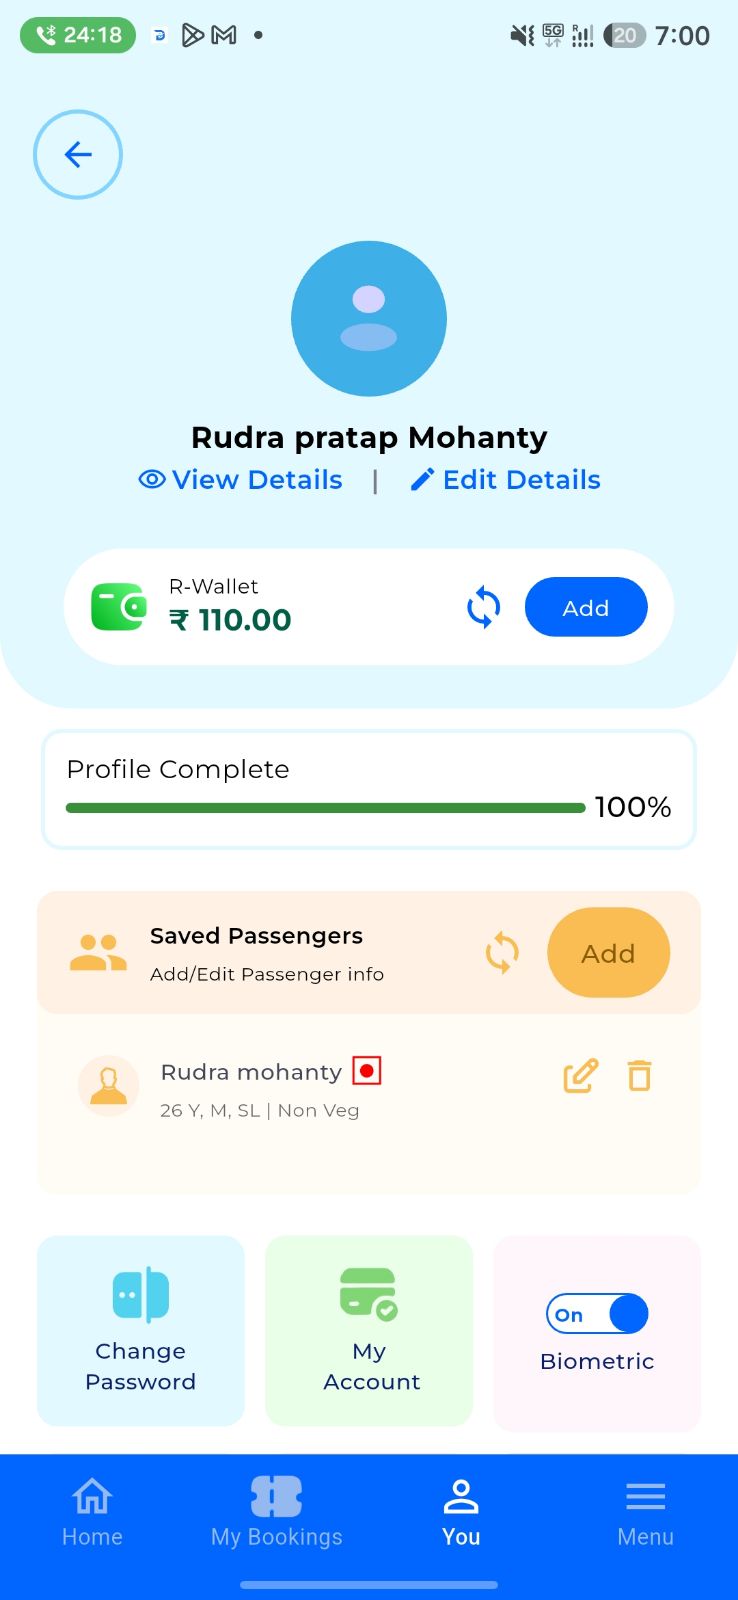 24:18
5G
R
20
7:00
Rudra pratap Mohanty
View Details | Edit Details
R-Wallet
₹ 110.00
Add
Profile Complete
100%
Saved Passengers
Add/Edit Passenger info
Add
Rudra mohanty
26 Y, M, SL | Non Veg
Change
Password
My
Account
On
Biometric
Home
My Bookings
You
Menu